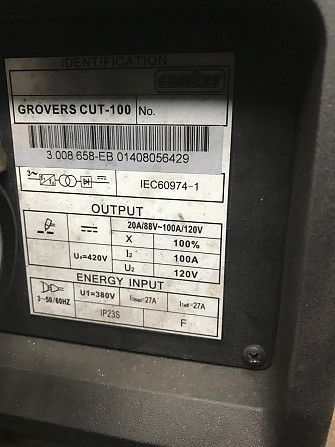 IDENTIFICATION
GROVERS
GROVERS CUT-100 No.
3 008 658-EB 01408056429
3~ IEC60974-1
OUTPUT
20A/88V~100A/120V
X 100%
U₀=420V I2 100A
U2 120V
ENERGY INPUT
3~50/60HZ U1=380V I1max=27A I1eff=27A
IP23S F